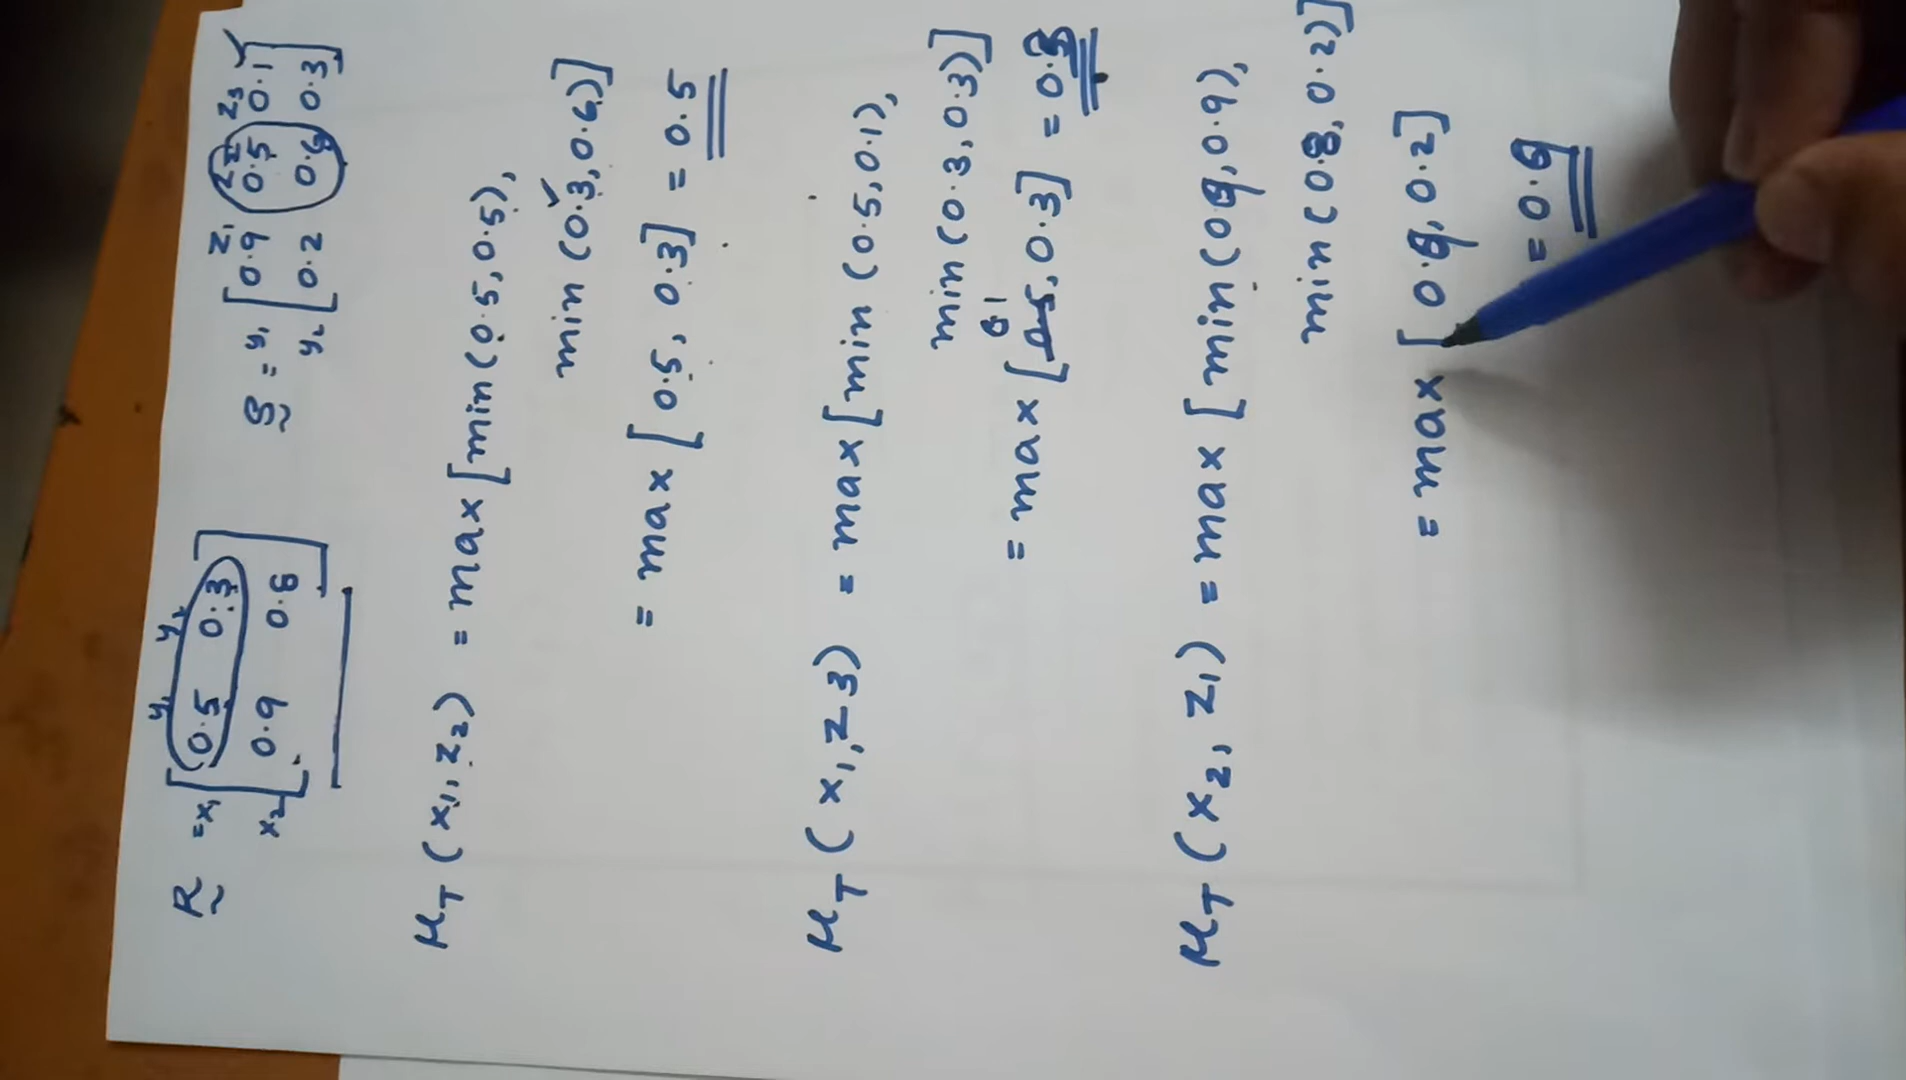 y₁ y₂
R̰ = x₁ [0.5 0.3
x₂ 0.9 0.8]
z₁ z₂ z₃
S̰ = y₁ [0.9 0.5 0.1
y₂ 0.2 0.6 0.3] ✓
μT (x₁, z₂) = max [min (0.5, 0.5),
min (0.3, 0.6)]
= max [0.5, 0.3] = 0.5
μT (x₁, z3) = max [min (0.5, 0.1),
min (0.3, 0.3)]
0.1
= max [0.5, 0.3] = 0.3
μT (x₂, z₁) = max [min (0.9, 0.9),
min (0.8, 0.2)]
= max [0.9, 0.2]
= 0.9